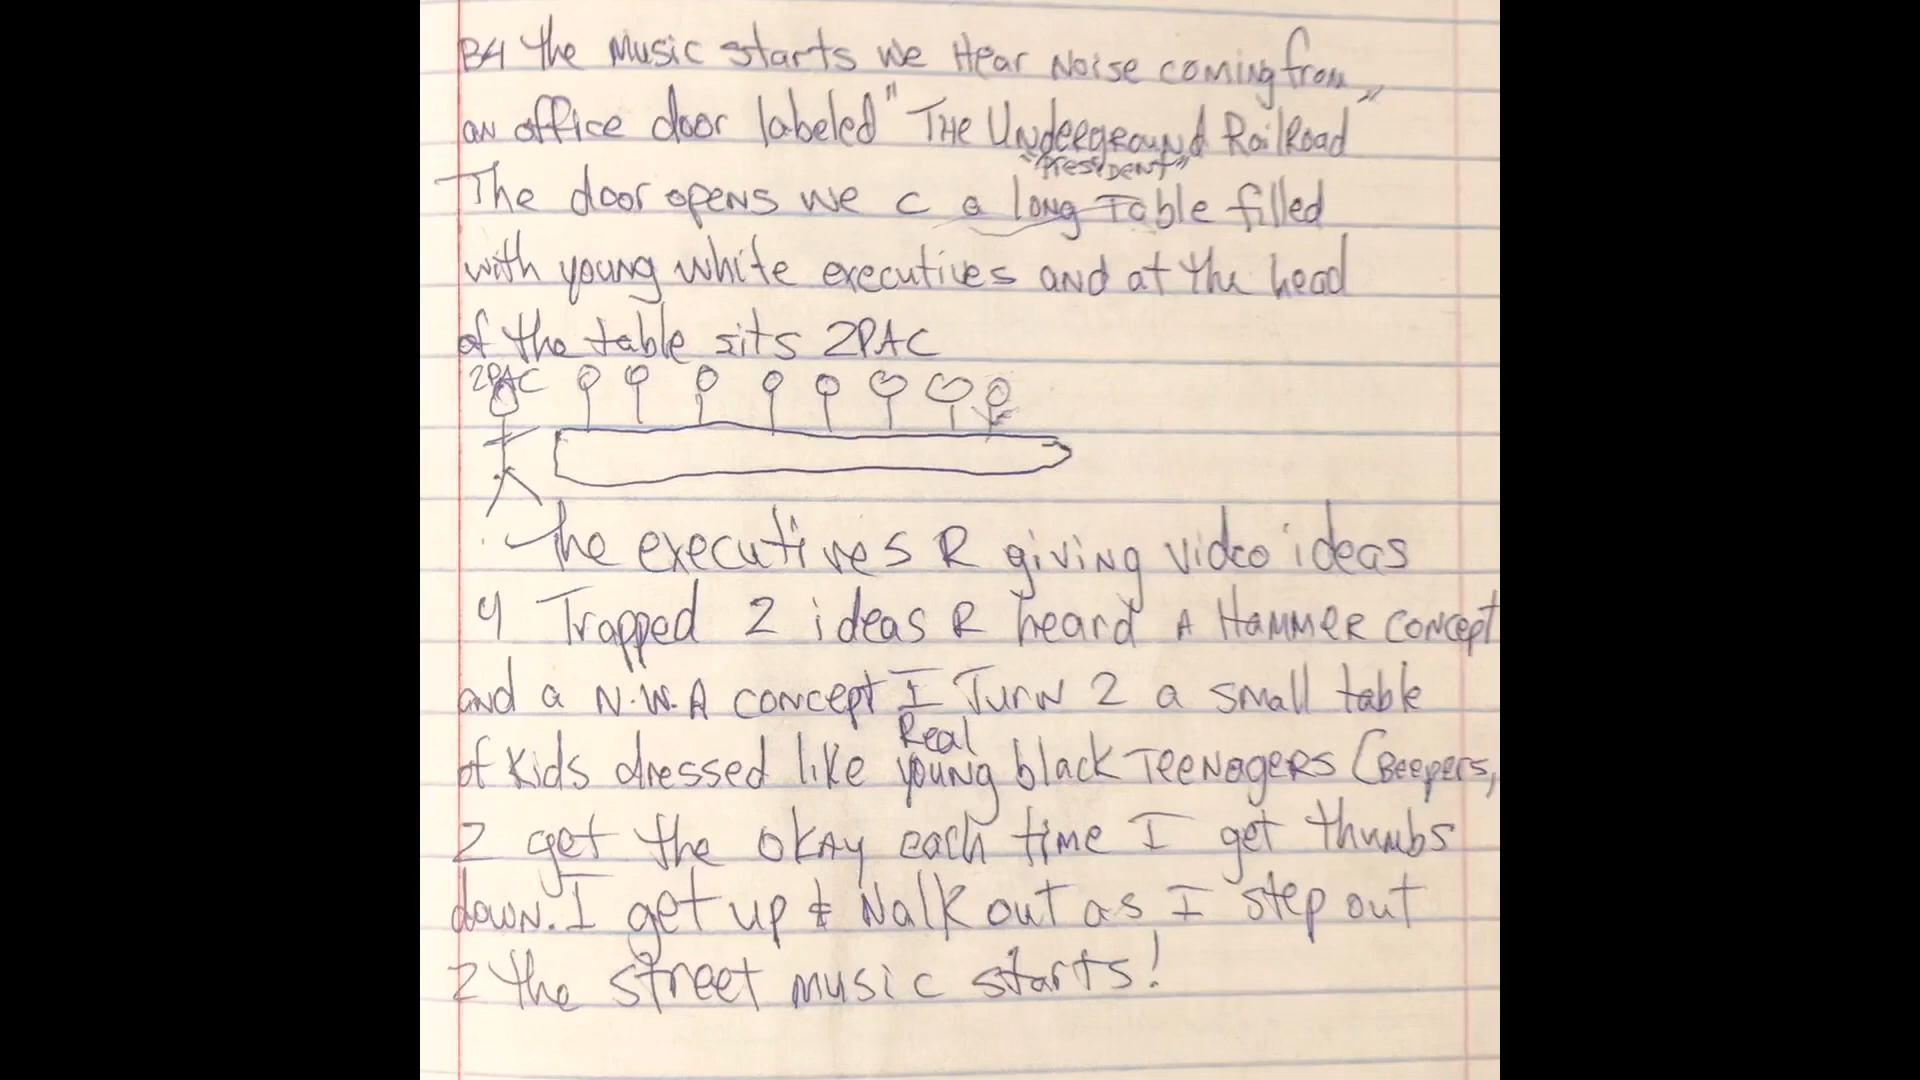 B4 the Music starts we Hear Noise coming from
an office door labeled "THE UNDERGROUND RailRoad"
"PresIDENT"
The door opens we c a long Table filled
with young white executives and at the head
of the table sits 2PAC
2PAC
The executives R giving video ideas
4 Trapped 2 ideas R heard A HAMMER concept
and a N.W.A concept I Turn 2 a small table
Real
of Kids dressed like young black Teenagers (Beepers,
2 get the okay each time I get thumbs
down. I get up & Walk out as I step out
2 the street music starts!